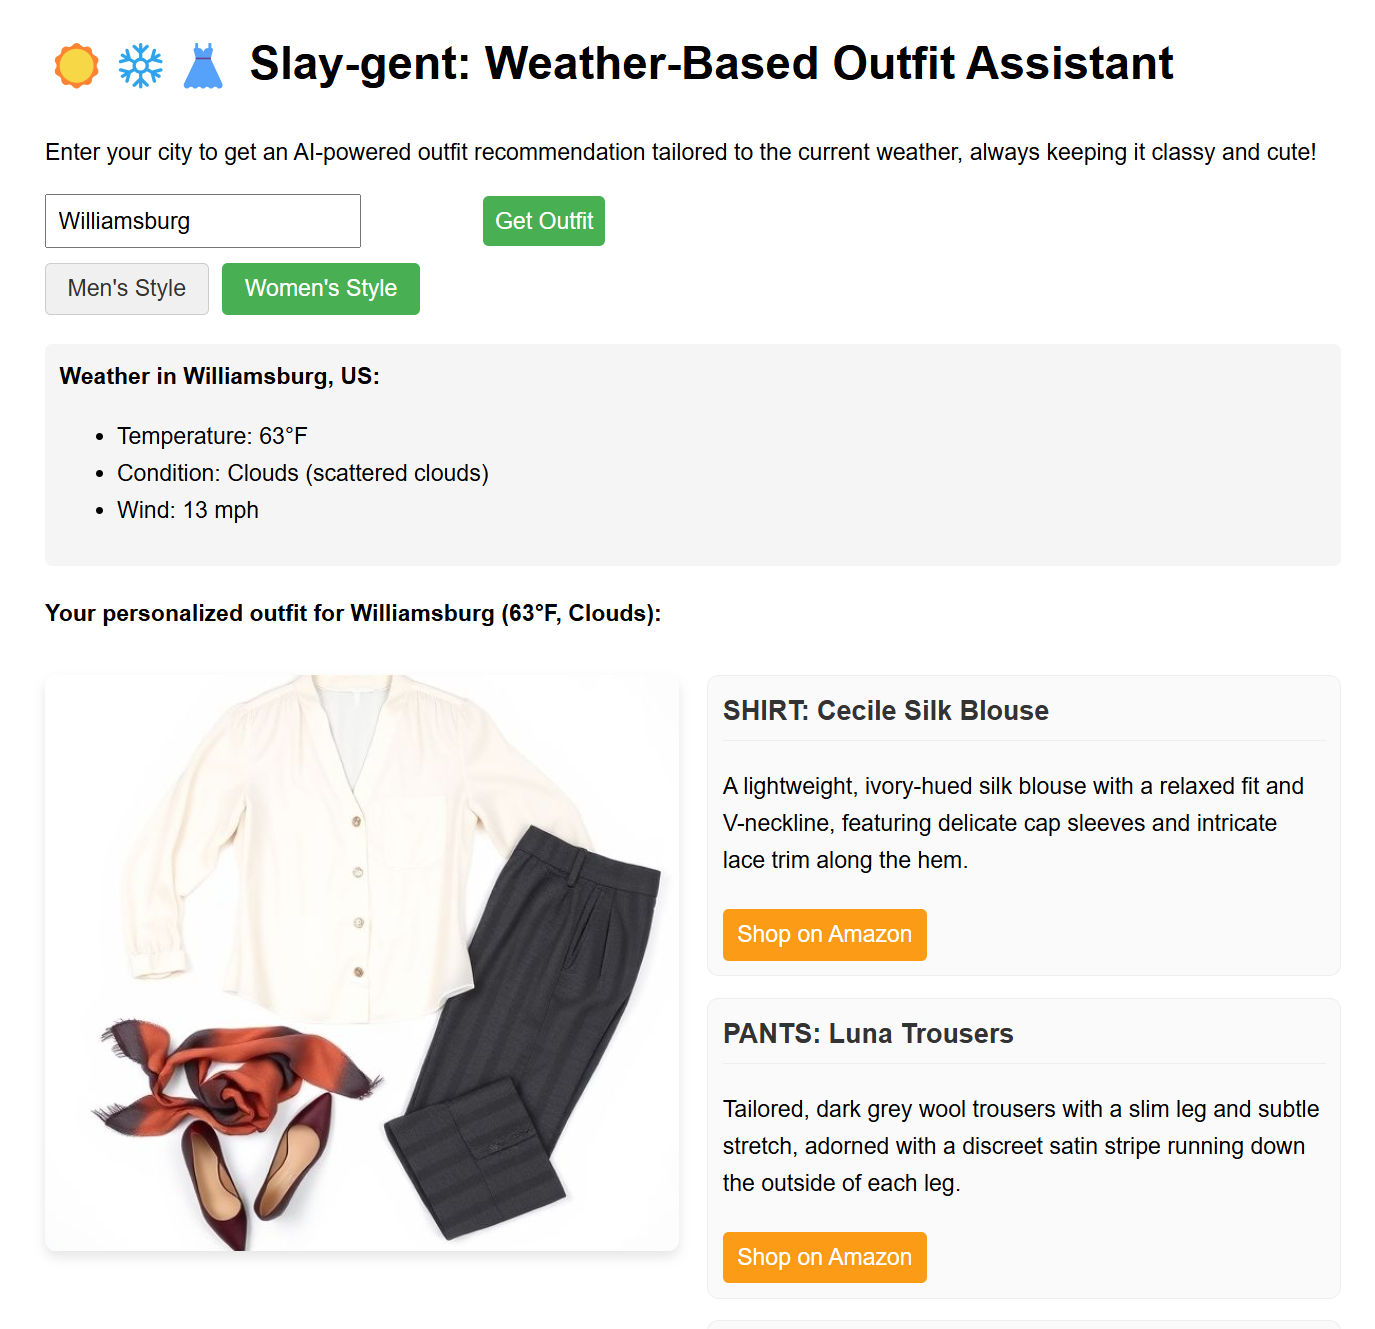 Slay-gent: Weather-Based Outfit Assistant
Enter your city to get an AI-powered outfit recommendation tailored to the current weather, always keeping it classy and cute!
Williamsburg
Get Outfit
Men's Style
Women's Style
Weather in Williamsburg, US:
• Temperature: 63°F
• Condition: Clouds (scattered clouds)
• Wind: 13 mph
Your personalized outfit for Williamsburg (63°F, Clouds):
SHIRT: Cecile Silk Blouse
A lightweight, ivory-hued silk blouse with a relaxed fit and
V-neckline, featuring delicate cap sleeves and intricate
lace trim along the hem.
Shop on Amazon
PANTS: Luna Trousers
Tailored, dark grey wool trousers with a slim leg and subtle
stretch, adorned with a discreet satin stripe running down
the outside of each leg.
Shop on Amazon